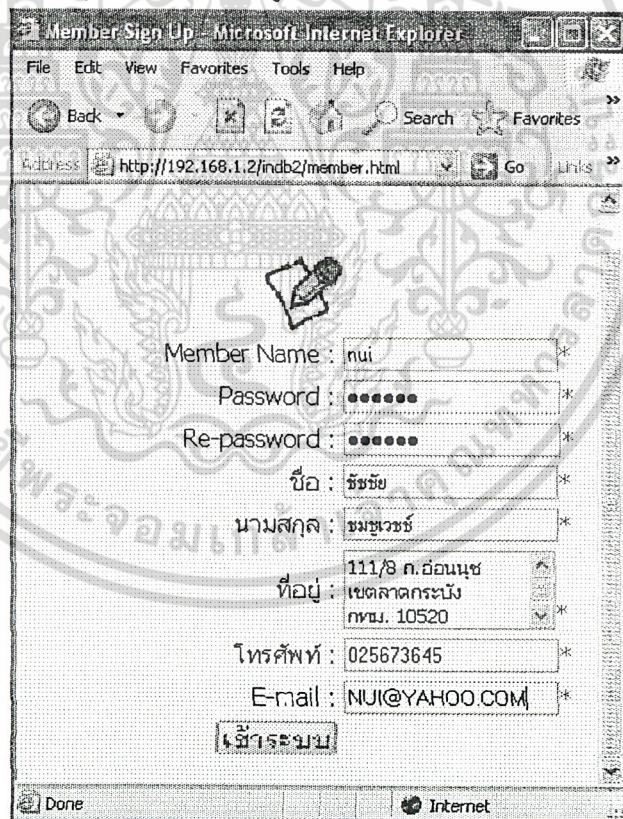 Member Sign Up - Microsoft Internet Explorer
File Edit View Favorites Tools Help
Back Search Favorites »
Address http://192.168.1.2/indb2/member.html Go Links »
Member Name : nui *
Password : •••••• *
Re-password : •••••• *
ชื่อ : ชัชชัย *
นามสกุล : ชมชูเวชช์ *
ที่อยู่ : 111/8 ถ.อ่อนนุช
เขตลาดกระบัง
กทม. 10520 *
โทรศัพท์ : 025673645 *
E-mail : NUI@YAHOO.COM *
เข้าระบบ
Done Internet